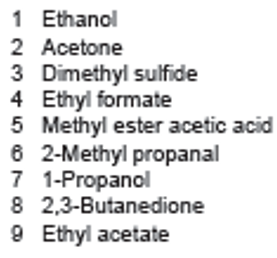 1 Ethanol
2 Acetone
3 Dimethyl sulfide
4 Ethyl formate
5 Methyl ester acetic acid
6 2-Methyl propanal
7 1-Propanol
8 2,3-Butanedione
9 Ethyl acetate